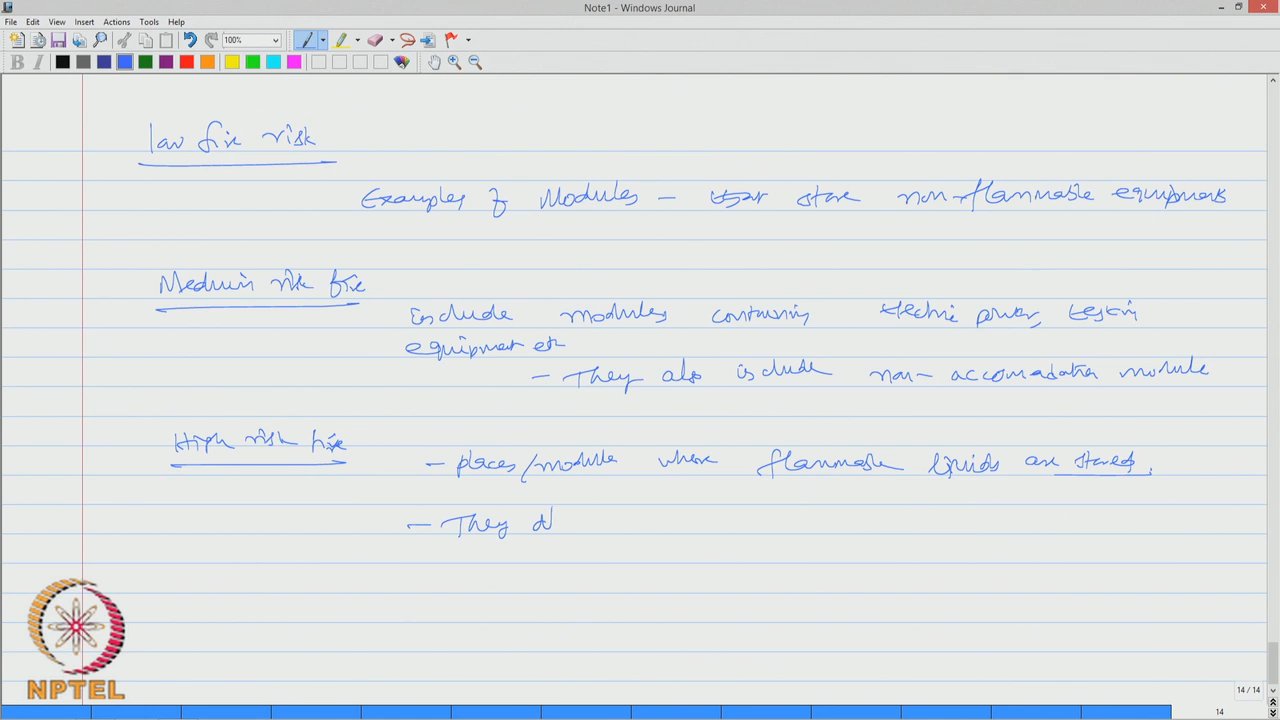 Note1 - Windows Journal
File Edit View Insert Actions Tools Help
100%
low fire risk
Examples of Modules - store non-flammable equipments
Medium risk fire
include modules containing electric power, testing
equipment etc
- They also include non-accomodation module
High risk fire
- places/module where flammable liquids are stored.
- They
NPTEL
14 / 14
14